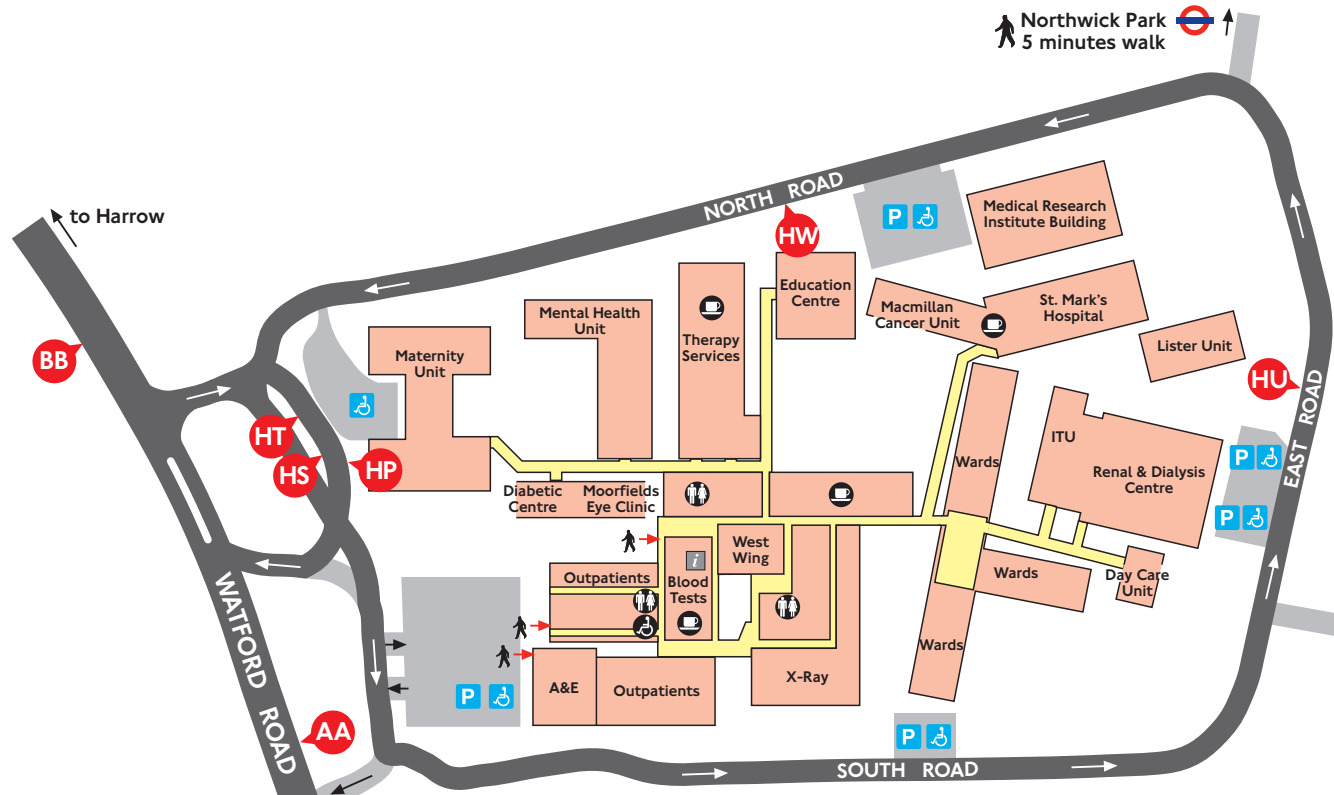 Northwick Park
5 minutes walk
to Harrow
NORTH ROAD
HW
P
Medical Research
Institute Building
Education
Centre
Macmillan
Cancer Unit
St. Mark's
Hospital
Mental Health
Unit
Therapy
Services
Maternity
Unit
Lister Unit
BB
HU
HT
HS
HP
EAST ROAD
ITU
Wards
Renal & Dialysis
Centre
P
P
Diabetic
Centre
Moorfields
Eye Clinic
West
Wing
i
Blood
Tests
Outpatients
Wards
Day Care
Unit
WATFORD ROAD
Wards
A&E
Outpatients
X-Ray
P
AA
P
SOUTH ROAD